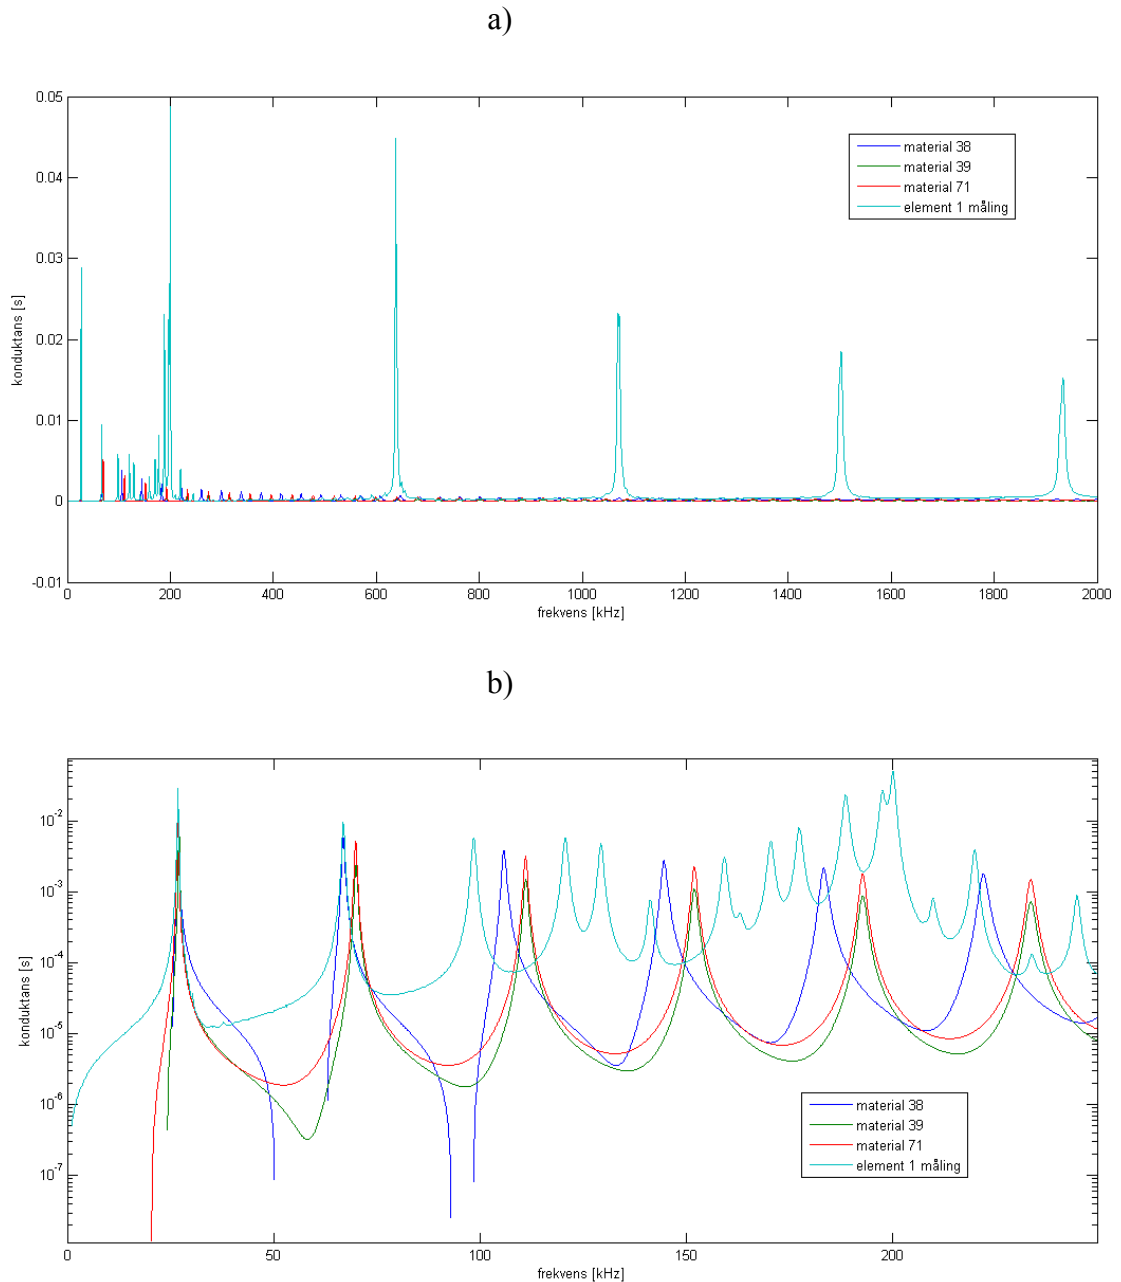 a)
0.05
0.04
0.03
0.02
0.01
0
-0.01
konduktans [s]
material 38
material 39
material 71
element 1 måling
0 200 400 600 800 1000 1200 1400 1600 1800 2000
frekvens [kHz]
b)
10-2
10-3
10-4
10-5
10-6
10-7
konduktans [s]
material 38
material 39
material 71
element 1 måling
0 50 100 150 200
frekvens [kHz]